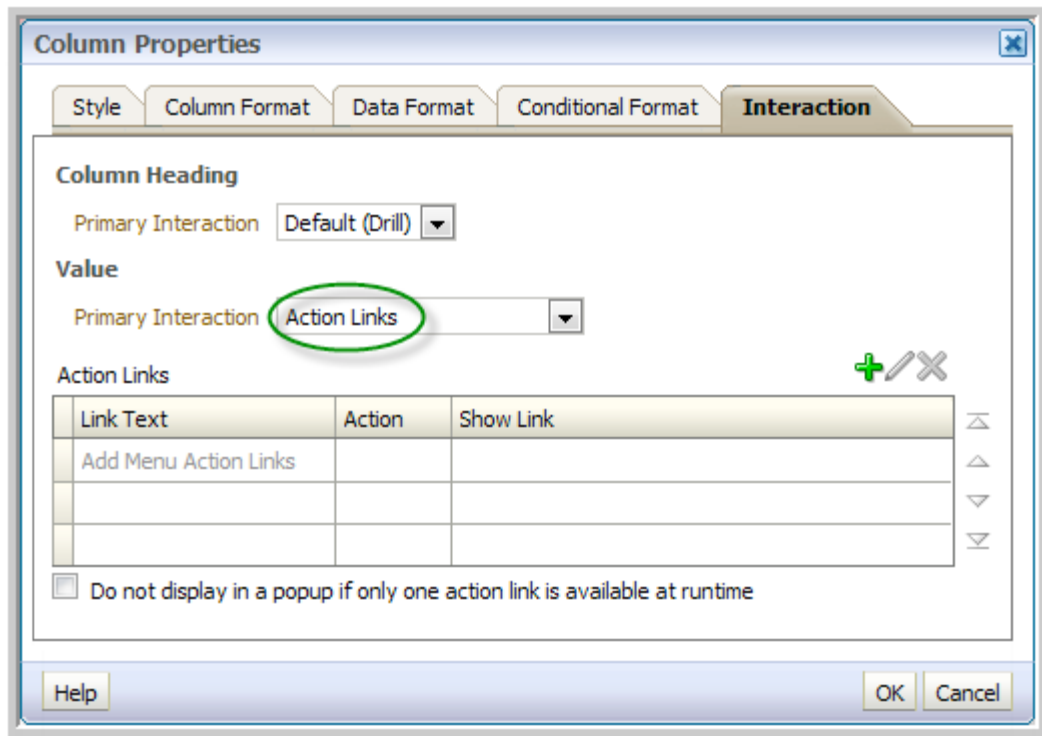 Column Properties
Style Column Format Data Format Conditional Format Interaction
Column Heading
Primary Interaction Default (Drill)
Value
Primary Interaction Action Links
Action Links
Link Text Action Show Link
Add Menu Action Links
Do not display in a popup if only one action link is available at runtime
Help OK Cancel